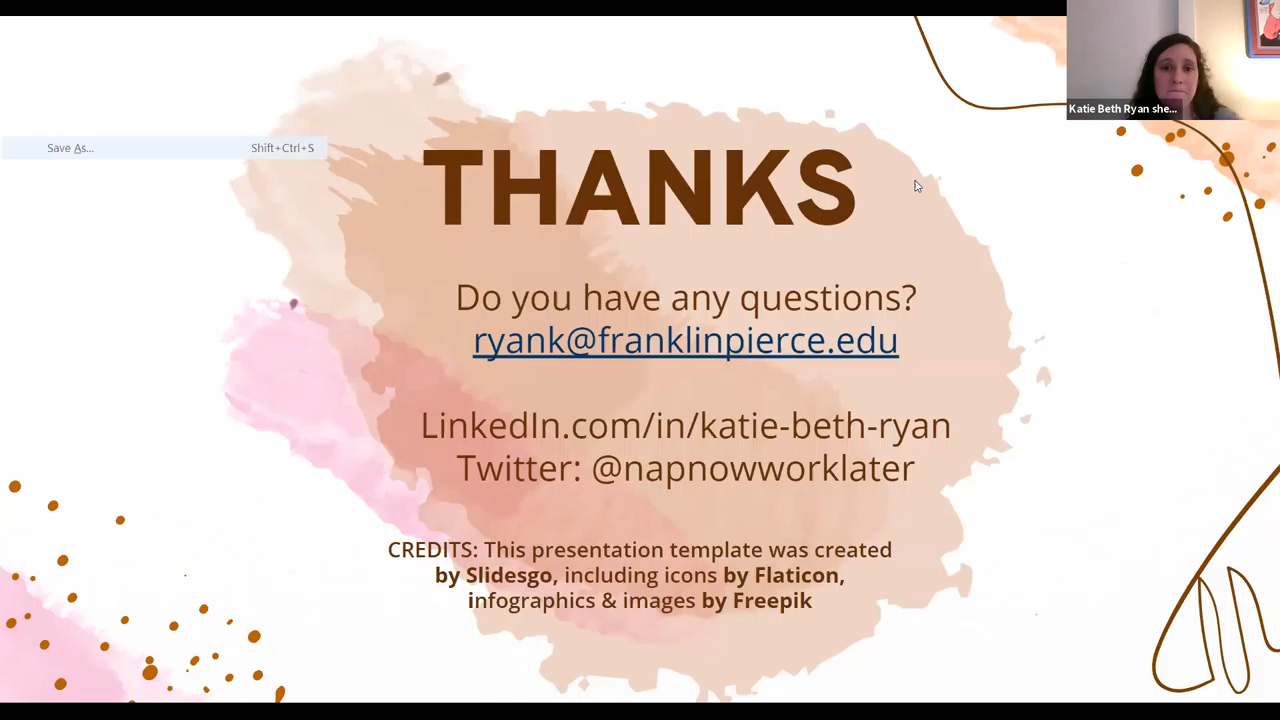 Katie Beth Ryan she...
Save As... Shift+Ctrl+S
THANKS
Do you have any questions?
ryank@franklinpierce.edu
LinkedIn.com/in/katie-beth-ryan
Twitter: @napnowworklater
CREDITS: This presentation template was created
by Slidesgo, including icons by Flaticon,
infographics & images by Freepik